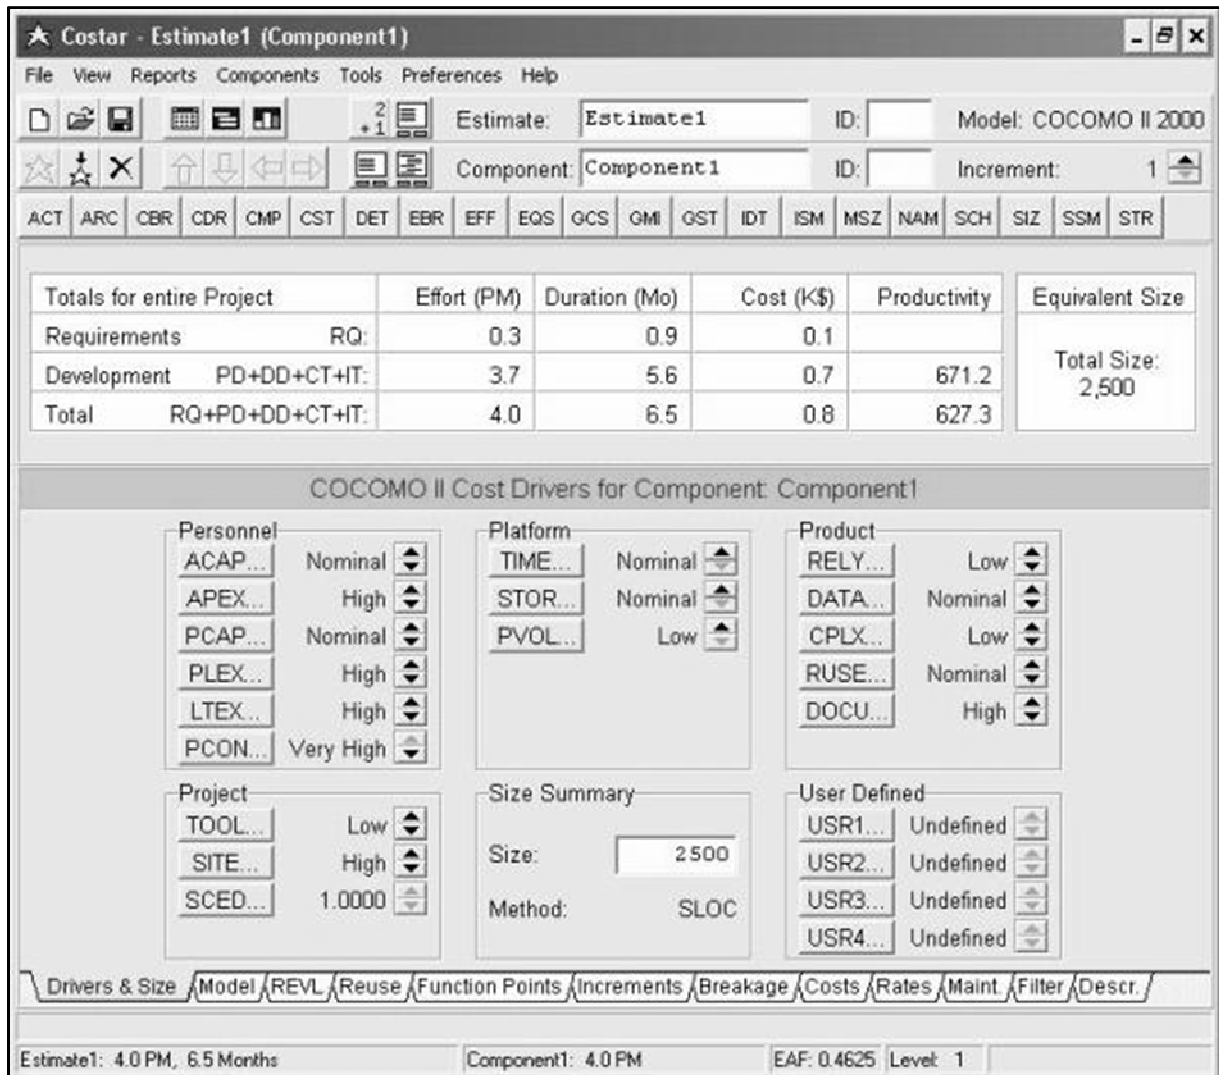 Costar - Estimate1 (Component1)
File View Reports Components Tools Preferences Help
Estimate: Estimate1 ID: Model: COCOMO II 2000
Component: Component1 ID: Increment: 1
ACT ARC CBR CDR CMP CST DET EBR EFF EQS GCS GMI GST IDT ISM MSZ NAM SCH SIZ SSM STR
Totals for entire Project Effort (PM) Duration (Mo) Cost (K$) Productivity Equivalent Size
Requirements RQ: 0.3 0.9 0.1
Development PD+DD+CT+IT: 3.7 5.6 0.7 671.2 Total Size:
2,500
Total RQ+PD+DD+CT+IT: 4.0 6.5 0.8 627.3
COCOMO II Cost Drivers for Component: Component1
Personnel
ACAP... Nominal
APEX... High
PCAP... Nominal
PLEX... High
LTEX... High
PCON... Very High
Platform
TIME... Nominal
STOR... Nominal
PVOL... Low
Product
RELY... Low
DATA... Nominal
CPLX... Low
RUSE... Nominal
DOCU... High
Project
TOOL... Low
SITE... High
SCED... 1.0000
Size Summary
Size: 2500
Method: SLOC
User Defined
USR1... Undefined
USR2... Undefined
USR3... Undefined
USR4... Undefined
Drivers & Size Model REVL Reuse Function Points Increments Breakage Costs Rates Maint. Filter Descr.
Estimate1: 4.0 PM, 6.5 Months Component1: 4.0 PM EAF: 0.4625 Level: 1